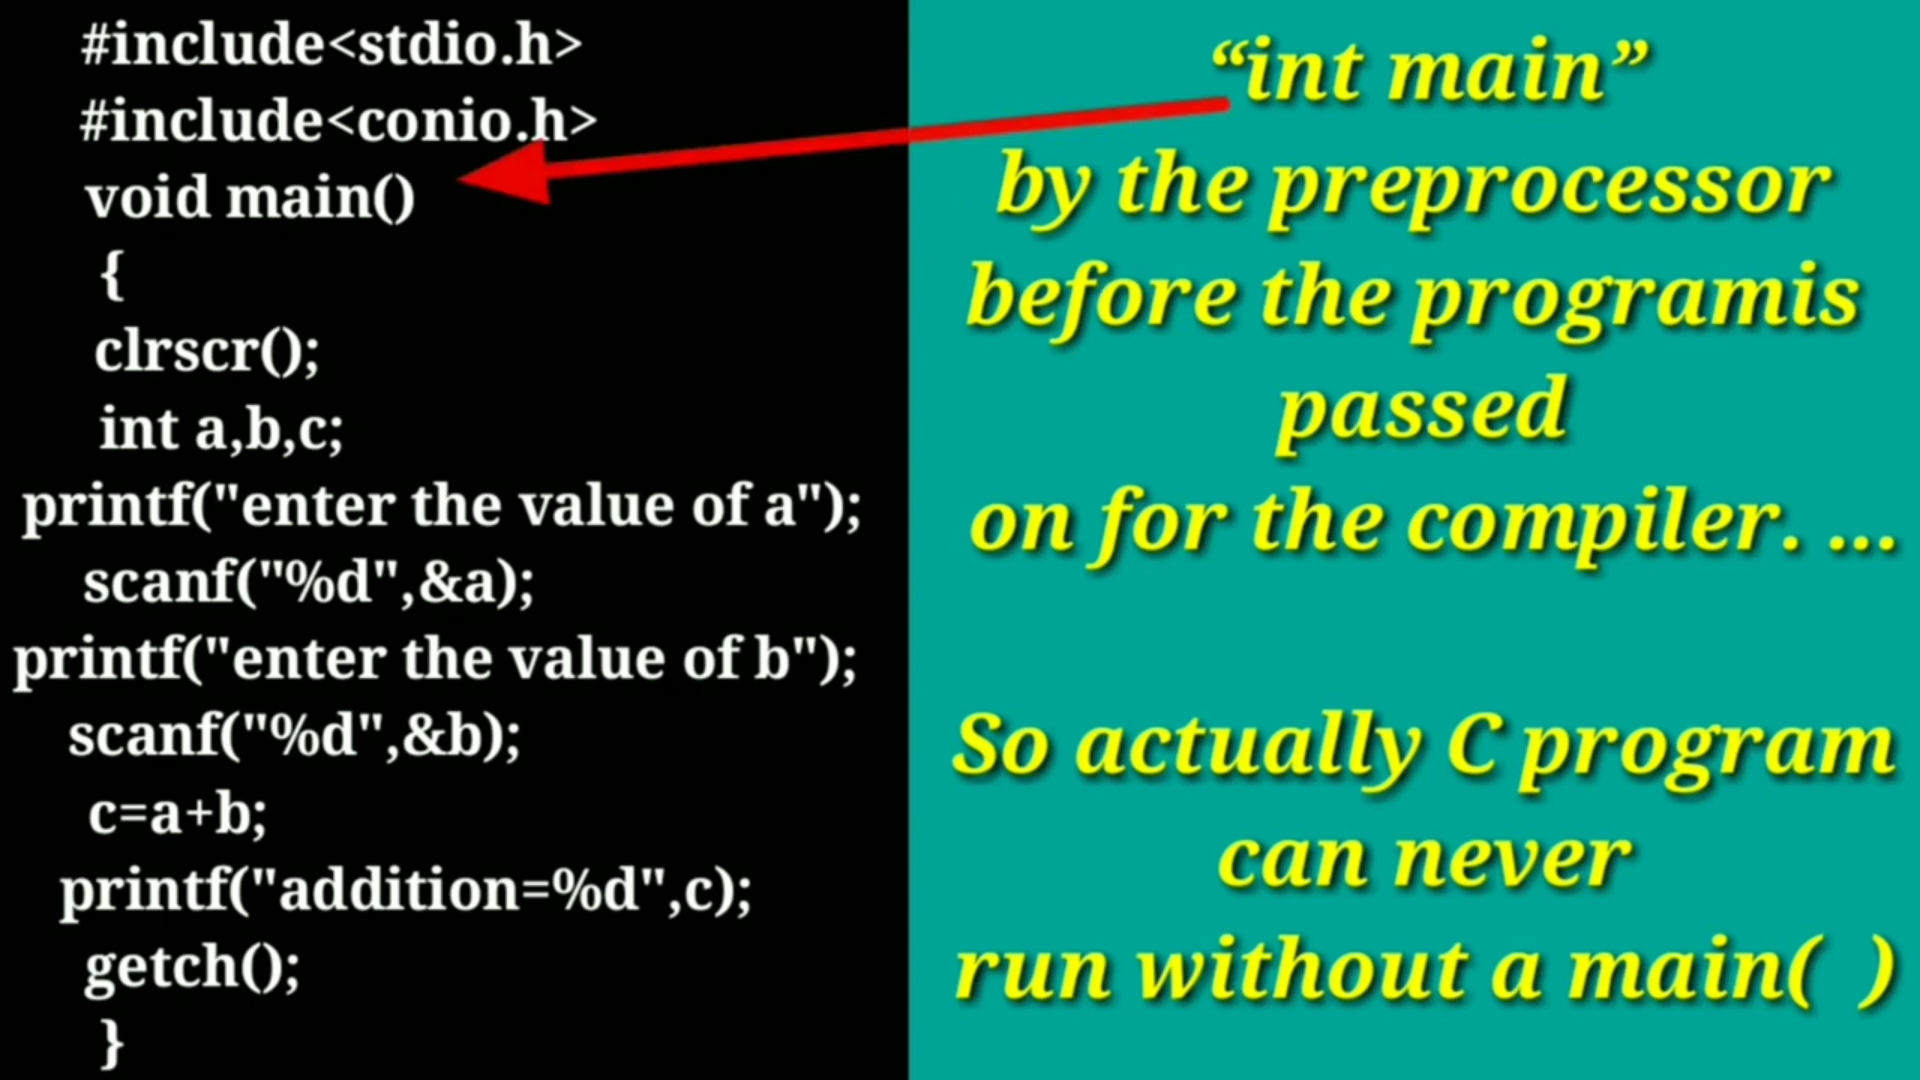 #include<stdio.h>
#include<conio.h>
void main()
{
clrscr();
int a,b,c;
printf("enter the value of a");
scanf("%d",&a);
printf("enter the value of b");
scanf("%d",&b);
c=a+b;
printf("addition=%d",c);
getch();
}
“int main”
by the preprocessor
before the programis
passed
on for the compiler. ...
So actually C program
can never
run without a main(  )